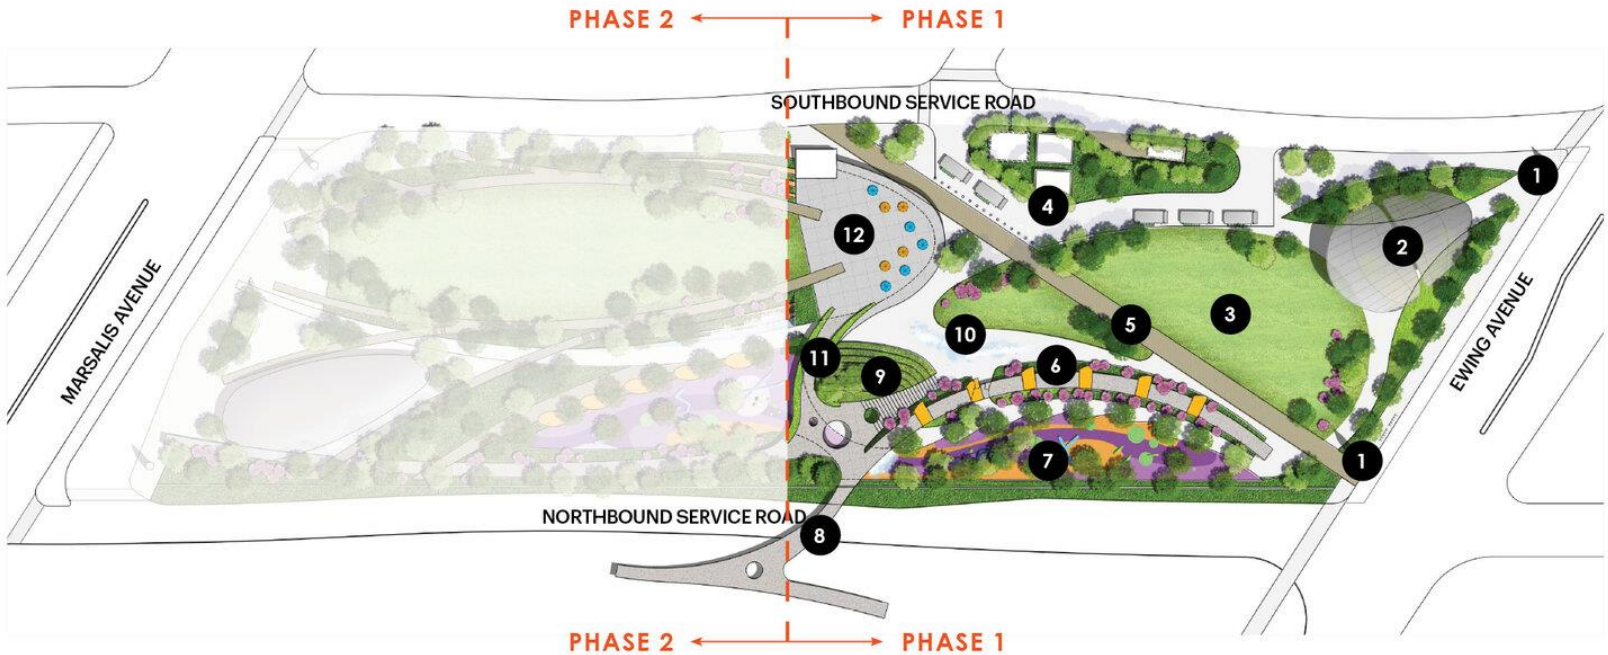 PHASE 2 PHASE 1
SOUTHBOUND SERVICE ROAD
1
4
12
2
3
5
10
11
6
9
MARSALIS AVENUE
EWING AVENUE
7
1
NORTHBOUND SERVICE ROAD
8
PHASE 2 PHASE 1